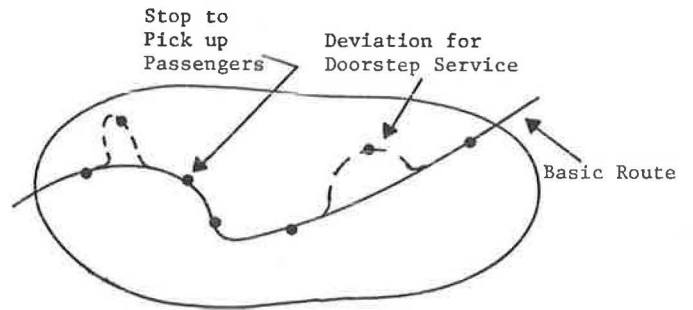 Stop to
Pick up
Passengers
Deviation for
Doorstep Service
Basic Route